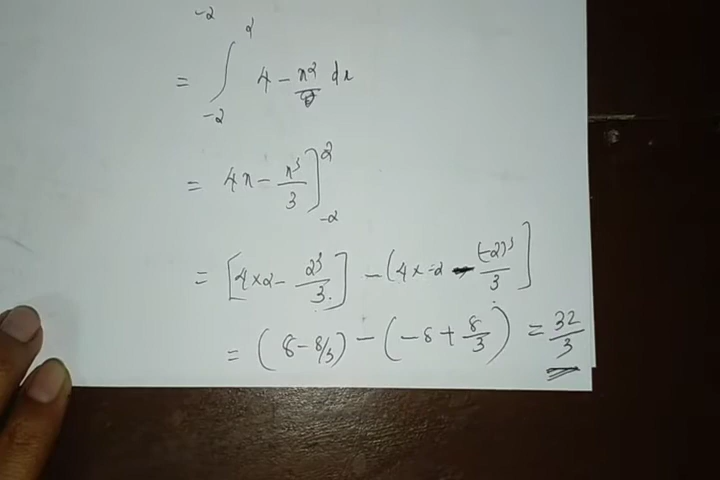 -2
= ∫_{-2}^{2} 4 - x² dx
= 4x - x³/3 ]_{-2}^{2}
= [4×2 - 2³/3.] - (4×-2 - (-2)³/3]
= (8 - 8/3) - (-8 + 8/3) = 32/3